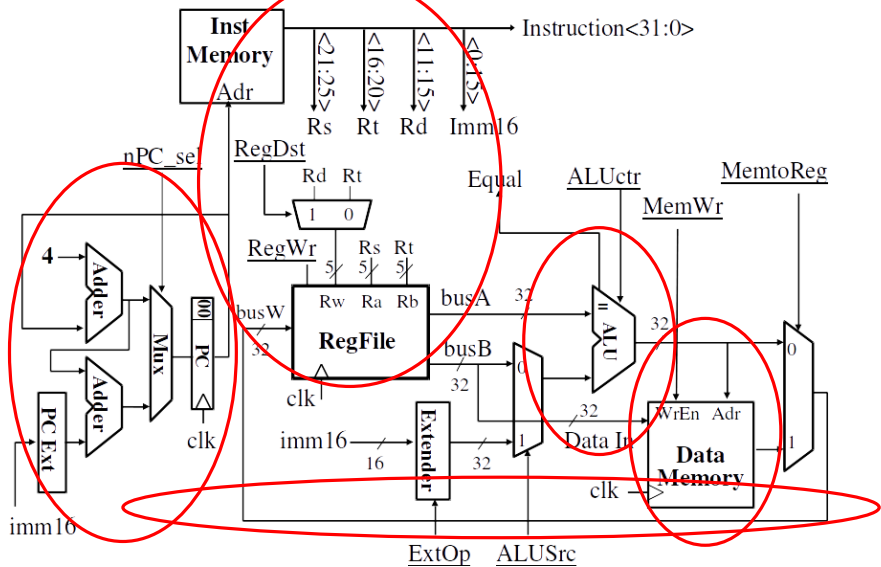 Inst
Memory
Adr
Instruction<31:0>
<21:25>
<16:20>
<11:15>
<0:15>
Rs
Rt
Rd
Imm16
nPC_sel
RegDst
Rd
Rt
1
0
Equal
ALUctr
MemtoReg
MemWr
RegWr
Rs
Rt
5
5
5
4
Adder
Mux
00
PC
clk
Adder
PC Ext
imm16
busW
32
Rw
Ra
Rb
RegFile
clk
busA
32
busB
32
0
1
=
ALU
32
0
1
imm16
16
Extender
32
32
Data In
WrEn
Adr
Data
Memory
clk
ExtOp
ALUSrc